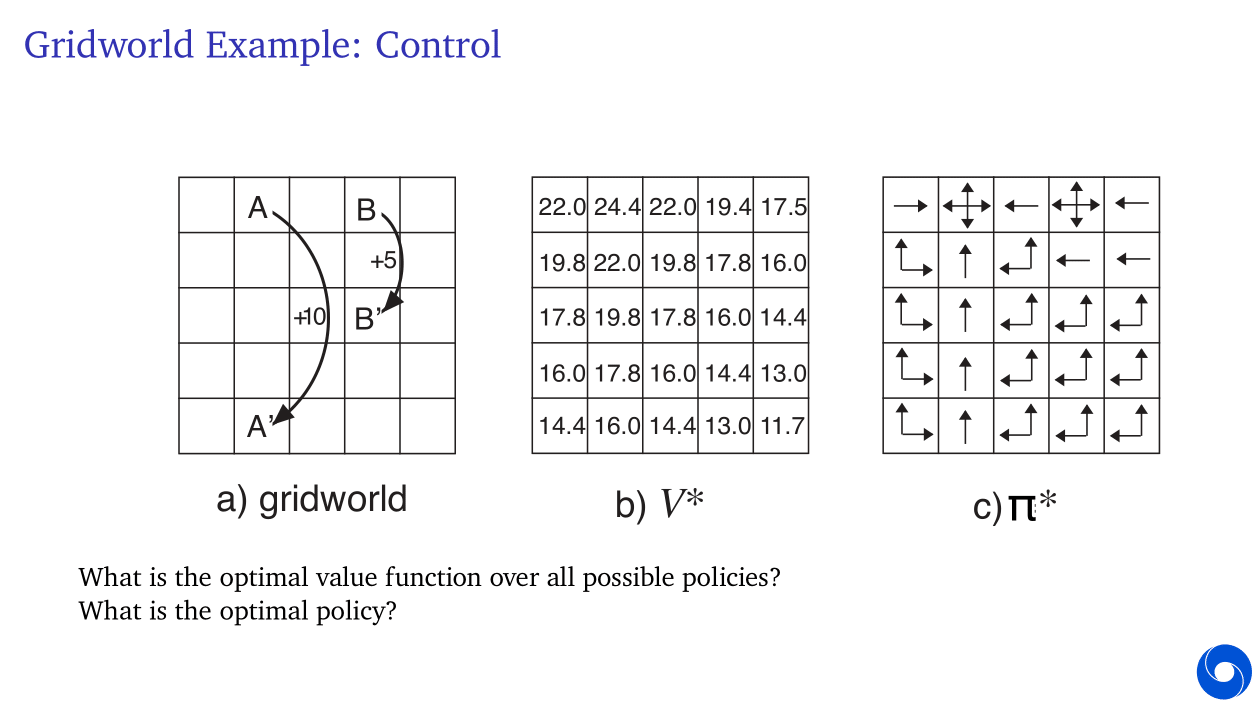 Gridworld Example: Control
A B
+5
+10 B’
A’
22.0 24.4 22.0 19.4 17.5
19.8 22.0 19.8 17.8 16.0
17.8 19.8 17.8 16.0 14.4
16.0 17.8 16.0 14.4 13.0
14.4 16.0 14.4 13.0 11.7
a) gridworld
b) V*
c) π*
What is the optimal value function over all possible policies?
What is the optimal policy?